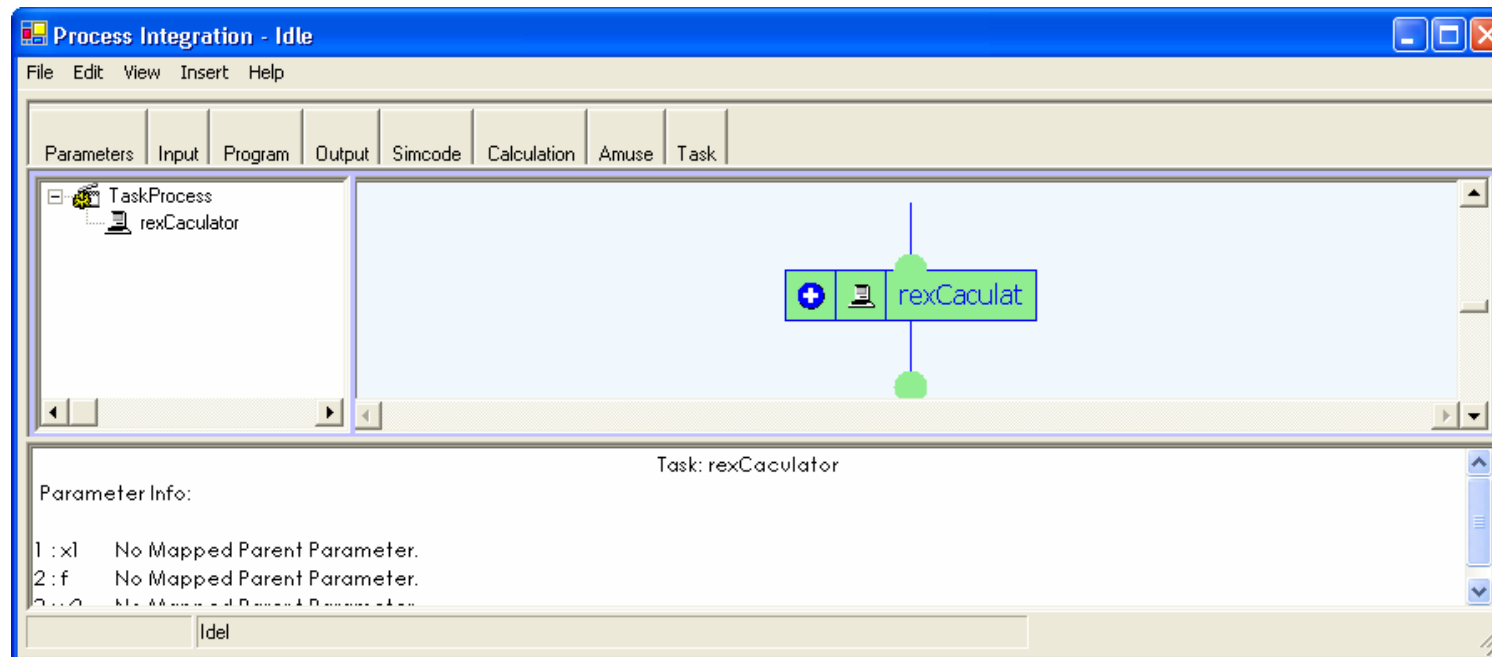 Process Integration - Idle
File Edit View Insert Help
Parameters Input Program Output Simcode Calculation Amuse Task
TaskProcess
rexCaculator
rexCaculat
Task: rexCaculator
Parameter Info:
1 : x1 No Mapped Parent Parameter.
2 : f No Mapped Parent Parameter.
Idel